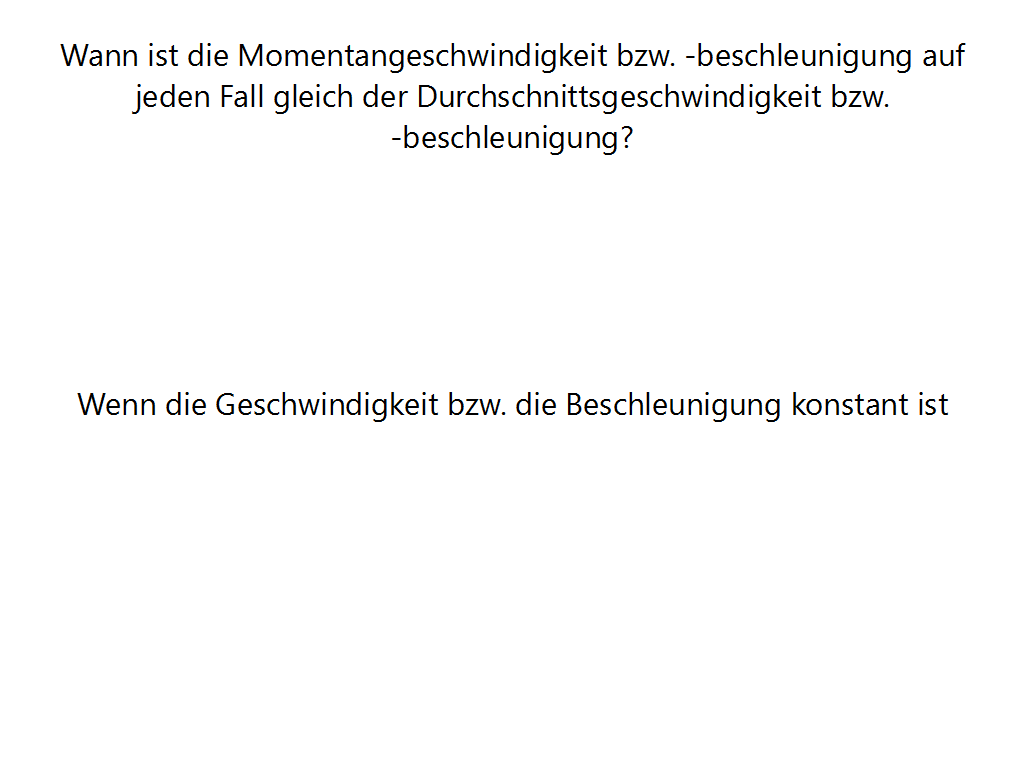 Wann ist die Momentangeschwindigkeit bzw. -beschleunigung auf
jeden Fall gleich der Durchschnittsgeschwindigkeit bzw.
-beschleunigung?
Wenn die Geschwindigkeit bzw. die Beschleunigung konstant ist